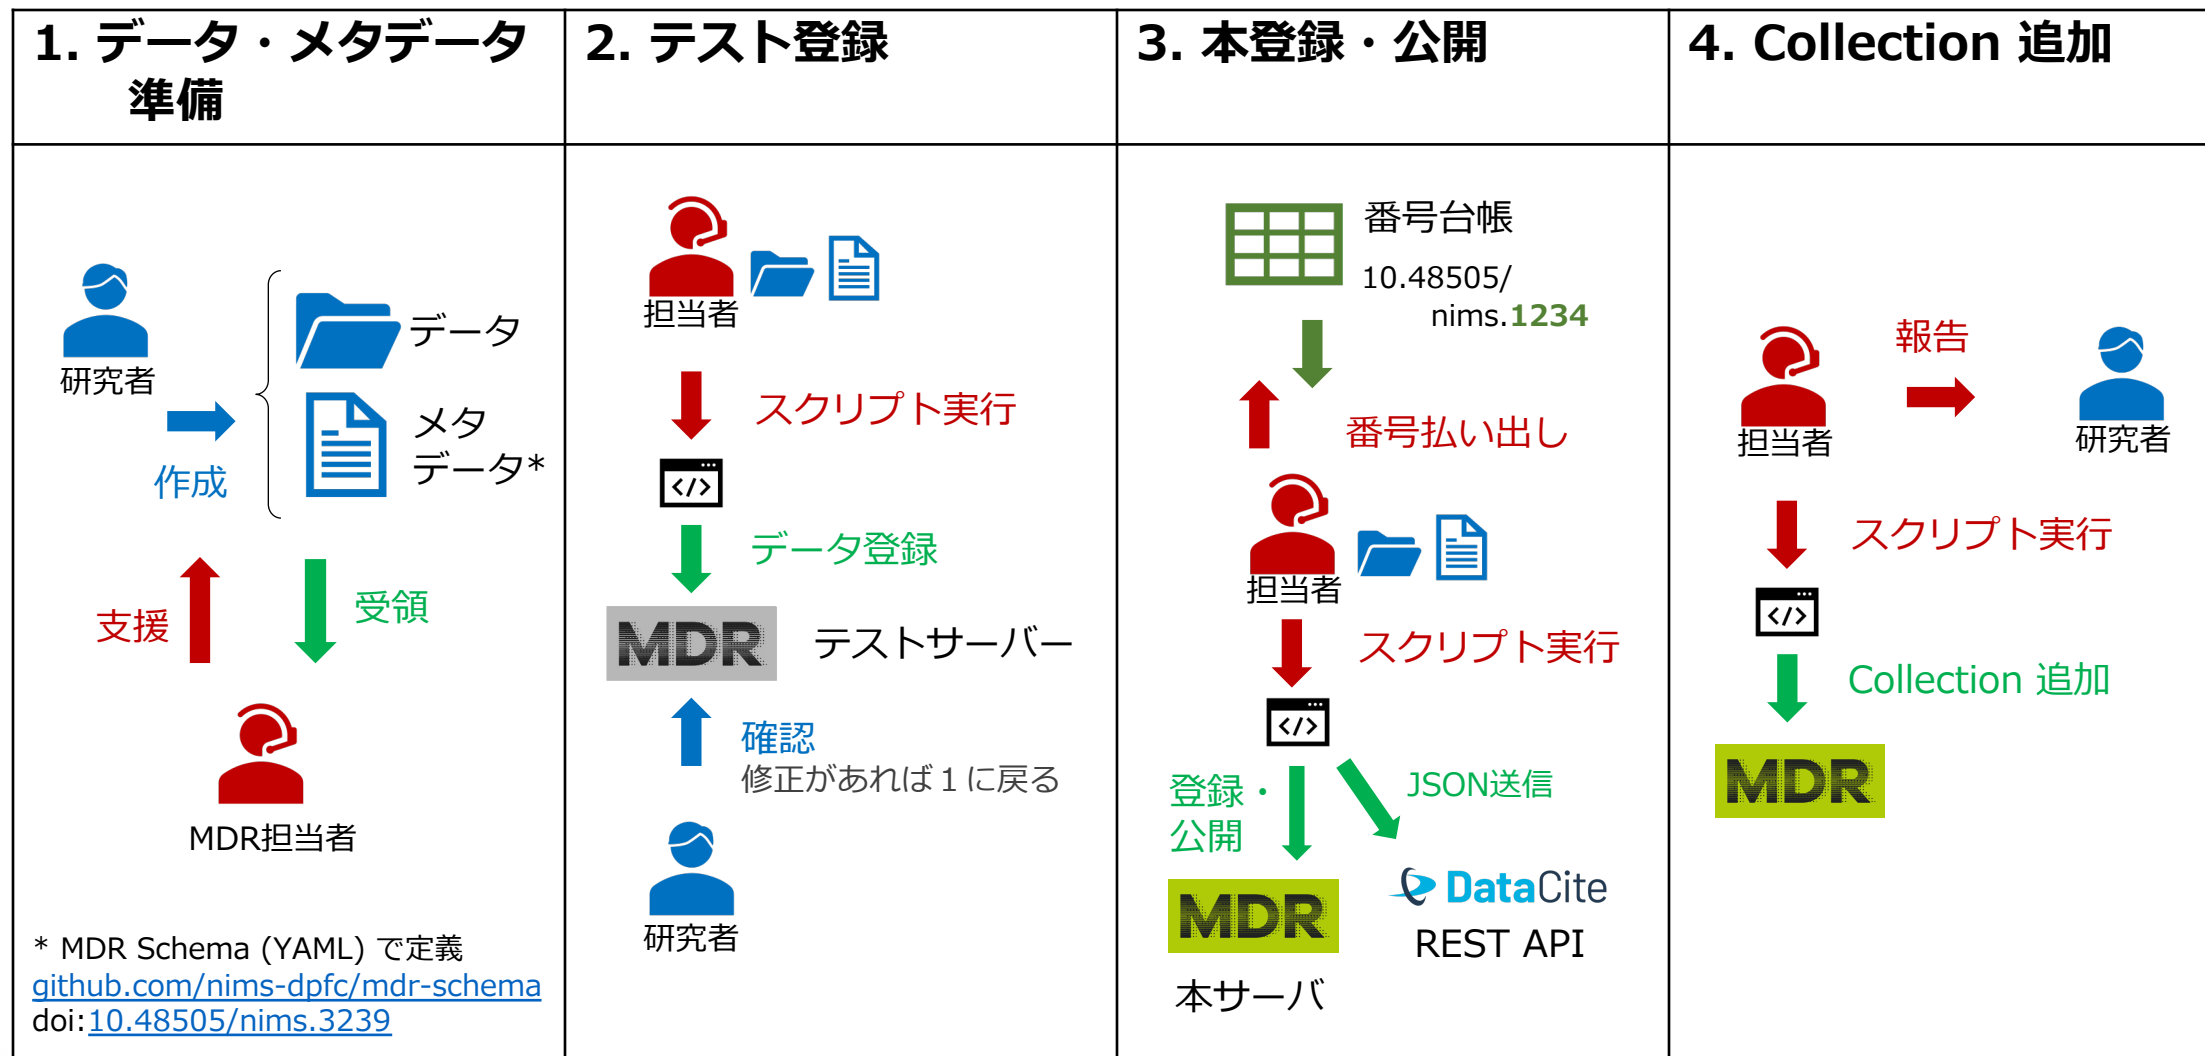 1. データ・メタデータ
準備
研究者
作成
データ
メタ
データ*
支援
受領
MDR担当者
* MDR Schema (YAML) で定義
github.com/nims-dpfc/mdr-schema
doi:10.48505/nims.3239
2. テスト登録
担当者
スクリプト実行
</>
データ登録
MDR
テストサーバー
確認
修正があれば１に戻る
研究者
3. 本登録・公開
番号台帳
10.48505/
nims.1234
番号払い出し
担当者
スクリプト実行
</>
登録・
公開
JSON送信
MDR
本サーバ
DataCite
REST API
4. Collection 追加
担当者
報告
研究者
スクリプト実行
</>
Collection 追加
MDR